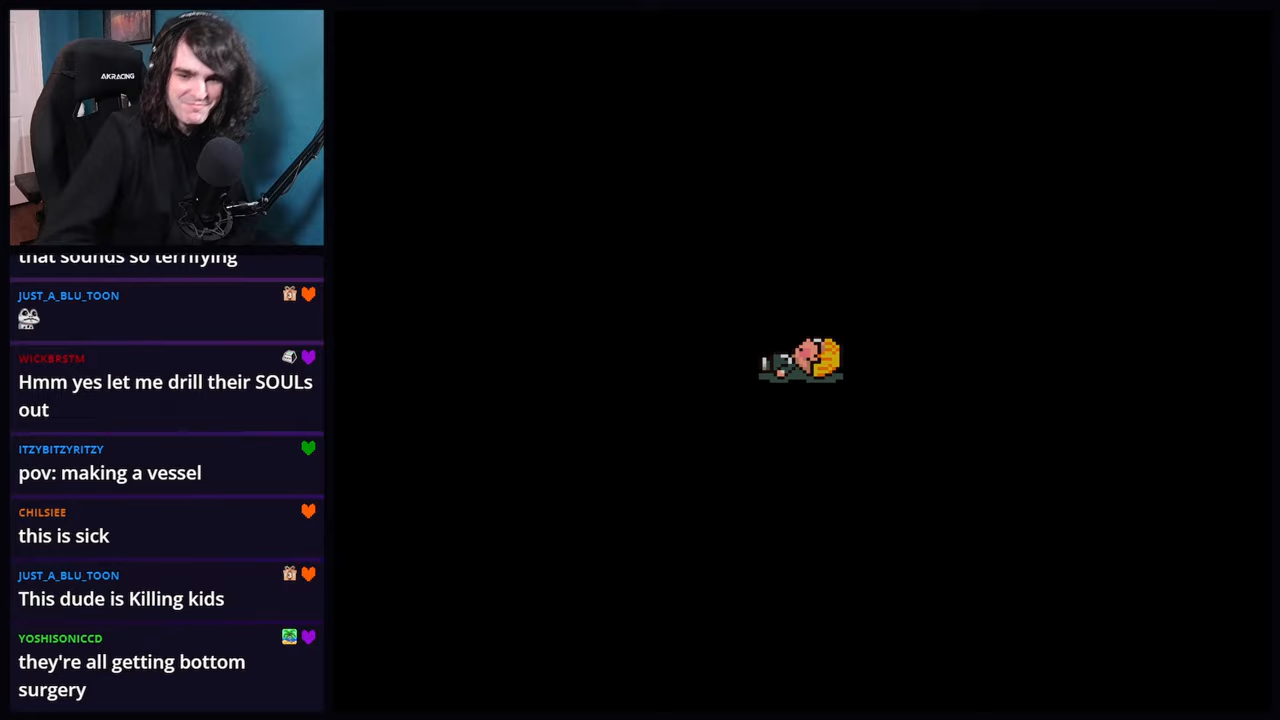 AKRACING
that sounds so terrifying
JUST_A_BLU_TOON
WICKBRSTM
Hmm yes let me drill their SOULs
out
ITZYBITZYRITZY
pov: making a vessel
CHILSIEE
this is sick
JUST_A_BLU_TOON
This dude is Killing kids
YOSHISONICCD
they're all getting bottom
surgery